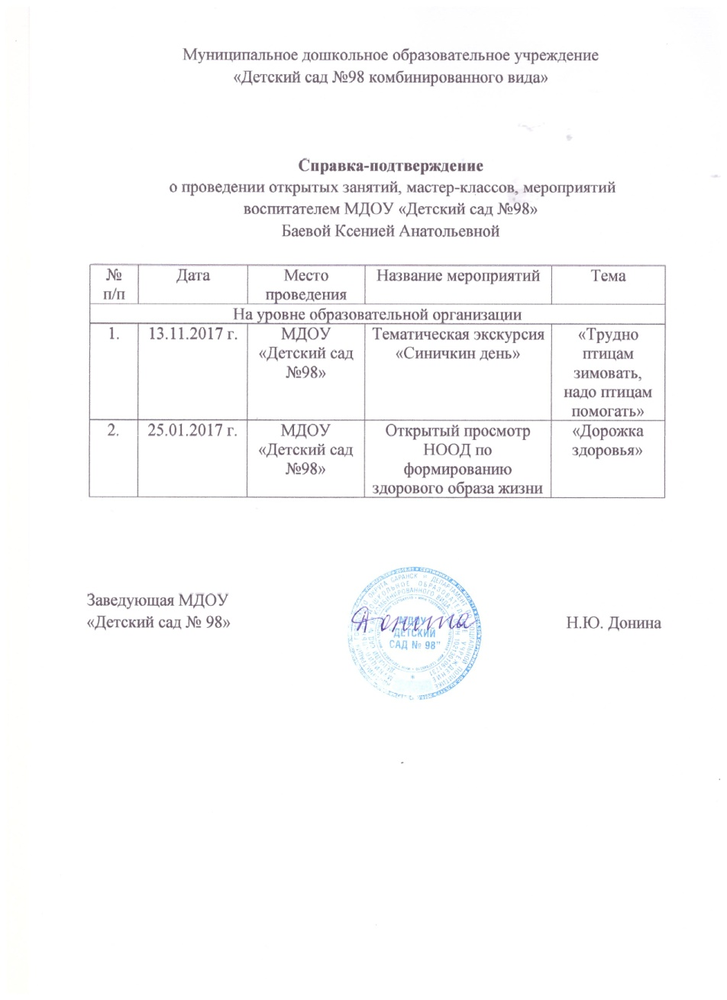 Муниципальное дошкольное образовательное учреждение
«Детский сад №98 комбинированного вида»
Справка-подтверждение
о проведении открытых занятий, мастер-классов, мероприятий
воспитателем МДОУ «Детский сад №98»
Баевой Ксенией Анатольевной
№ п/п
Дата
Место проведения
Название мероприятий
Тема
На уровне образовательной организации
1.
13.11.2017 г.
МДОУ
«Детский сад
№98»
Тематическая экскурсия
«Синичкин день»
«Трудно
птицам
зимовать,
надо птицам
помогать»
2.
25.01.2017 г.
МДОУ
«Детский сад
№98»
Открытый просмотр
НООД по
формированию
здорового образа жизни
«Дорожка
здоровья»
Заведующая МДОУ
«Детский сад № 98»
Н.Ю. Донина
ДЕТСКИЙ
САД № 98"